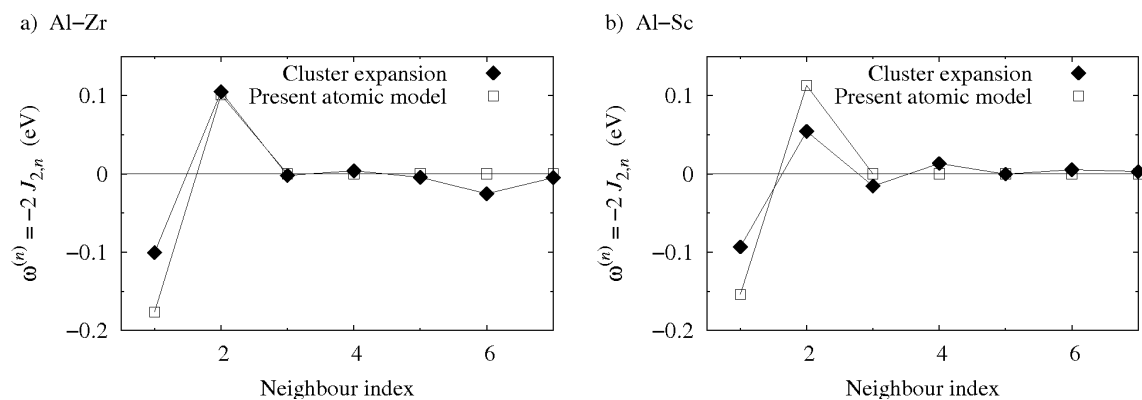 a) Al−Zr
Cluster expansion
Present atomic model
ω(n) = −2 J2,n (eV)
0.1
0
−0.1
−0.2
2
4
6
Neighbour index
b) Al−Sc
Cluster expansion
Present atomic model
ω(n) = −2 J2,n (eV)
0.1
0
−0.1
−0.2
2
4
6
Neighbour index